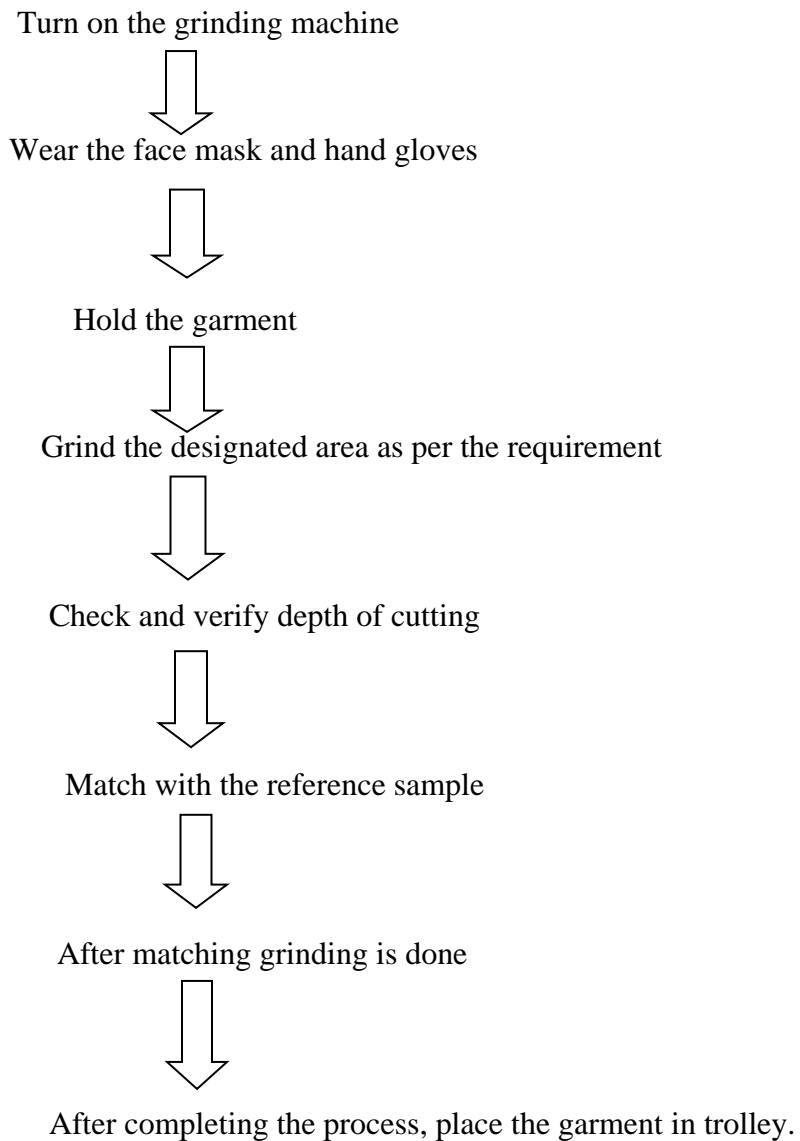 Turn on the grinding machine
Wear the face mask and hand gloves
Hold the garment
Grind the designated area as per the requirement
Check and verify depth of cutting
Match with the reference sample
After matching grinding is done
After completing the process, place the garment in trolley.